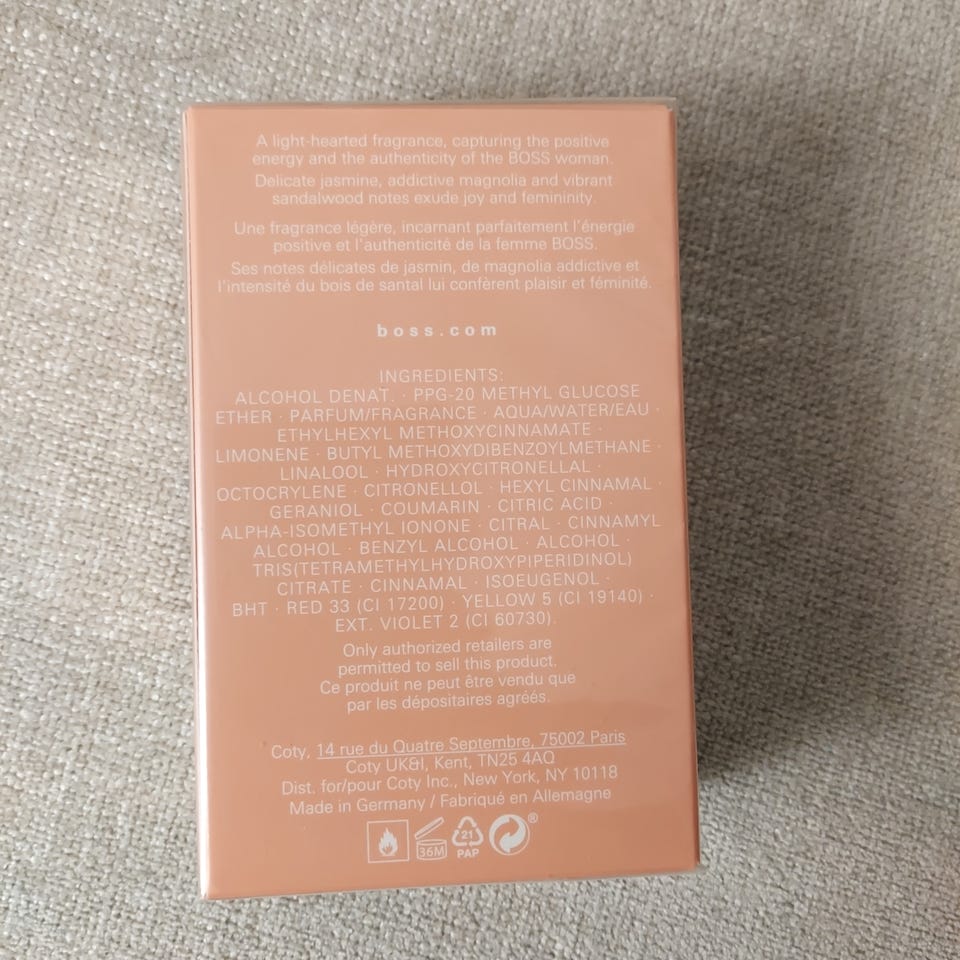 A light-hearted fragrance, capturing the positive
energy and the authenticity of the BOSS woman.
Delicate jasmine, addictive magnolia and vibrant
sandalwood notes exude joy and femininity.
Une fragrance légère, incarnant parfaitement l'énergie
positive et l'authenticité de la femme BOSS.
Ses notes délicates de jasmin, de magnolia addictive et
l'intensité du bois de santal lui confèrent plaisir et féminité.
boss.com
INGREDIENTS:
ALCOHOL DENAT. · PPG-20 METHYL GLUCOSE
ETHER · PARFUM/FRAGRANCE · AQUA/WATER/EAU ·
ETHYLHEXYL METHOXYCINNAMATE ·
LIMONENE · BUTYL METHOXYDIBENZOYLMETHANE ·
LINALOOL · HYDROXYCITRONELLAL ·
OCTOCRYLENE · CITRONELLOL · HEXYL CINNAMAL ·
GERANIOL · COUMARIN · CITRIC ACID ·
ALPHA-ISOMETHYL IONONE · CITRAL · CINNAMYL
ALCOHOL · BENZYL ALCOHOL · ALCOHOL ·
TRIS(TETRAMETHYLHYDROXYPIPERIDINOL)
CITRATE · CINNAMAL · ISOEUGENOL ·
BHT · RED 33 (CI 17200) · YELLOW 5 (CI 19140) ·
EXT. VIOLET 2 (CI 60730).
Only authorized retailers are
permitted to sell this product.
Ce produit ne peut être vendu que
par les dépositaires agréés.
Coty, 14 rue du Quatre Septembre, 75002 Paris
Coty UK&I, Kent, TN25 4AQ
Dist. for/pour Coty Inc., New York, NY 10118
Made in Germany / Fabriqué en Allemagne
36M 21 ®
PAP